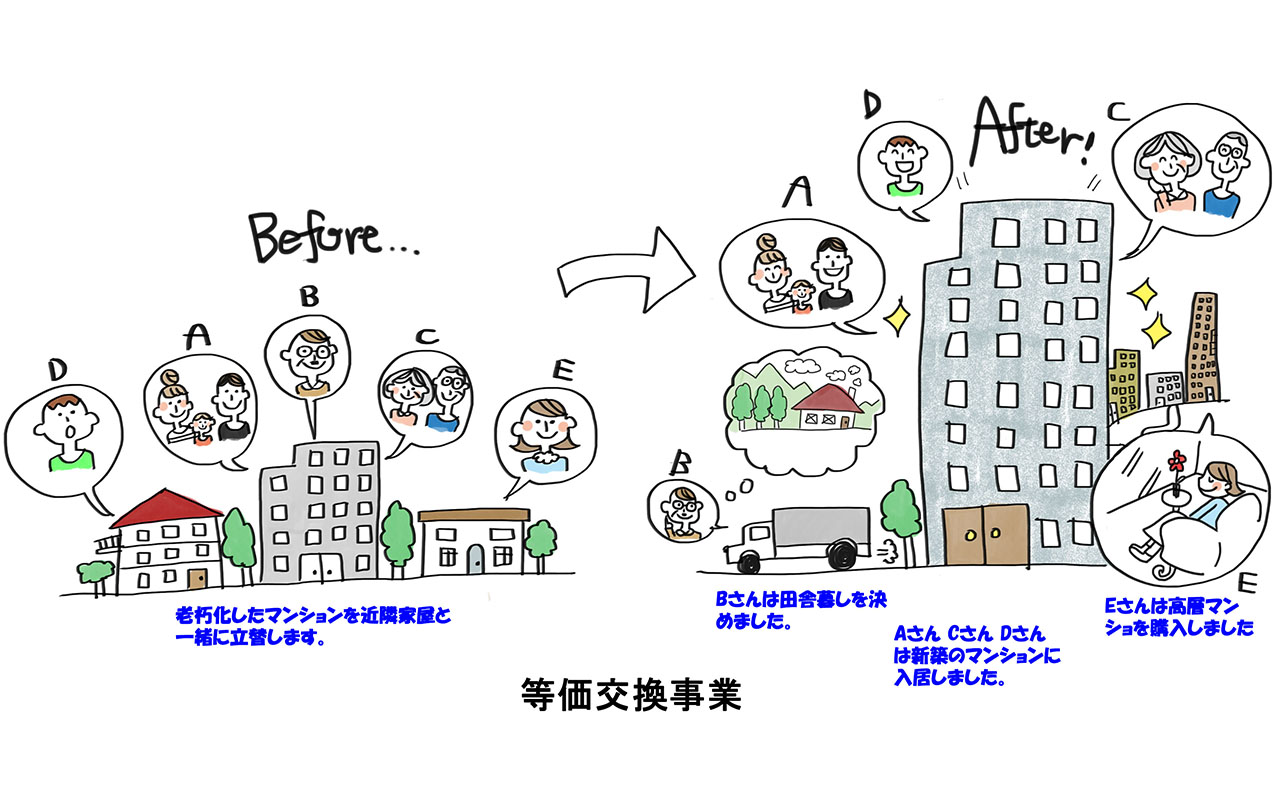 Before...
D
A
B
C
E
老朽化したマンションを近隣家屋と
一緒に立替します。
After!
A
D
C
B
E
Bさんは田舎暮しを決
めました。
Aさん Cさん Dさん
は新築のマンションに
入居しました。
Eさんは高層マン
ショを購入しました
等価交換事業